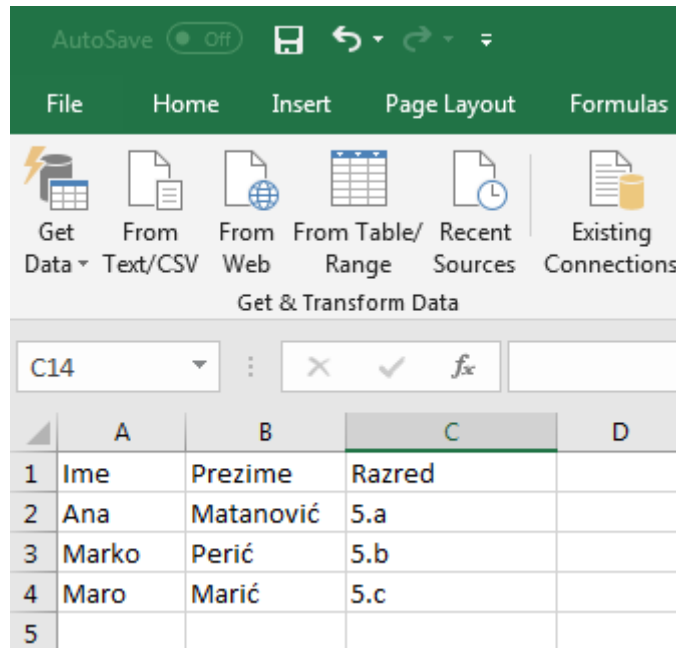 AutoSave Off
File Home Insert Page Layout Formulas
Get Data From Text/CSV From Web From Table/ Range Recent Sources Existing Connections
Get & Transform Data
C14 fx
A B C D
1 Ime Prezime Razred
2 Ana Matanović 5.a
3 Marko Perić 5.b
4 Maro Marić 5.c
5